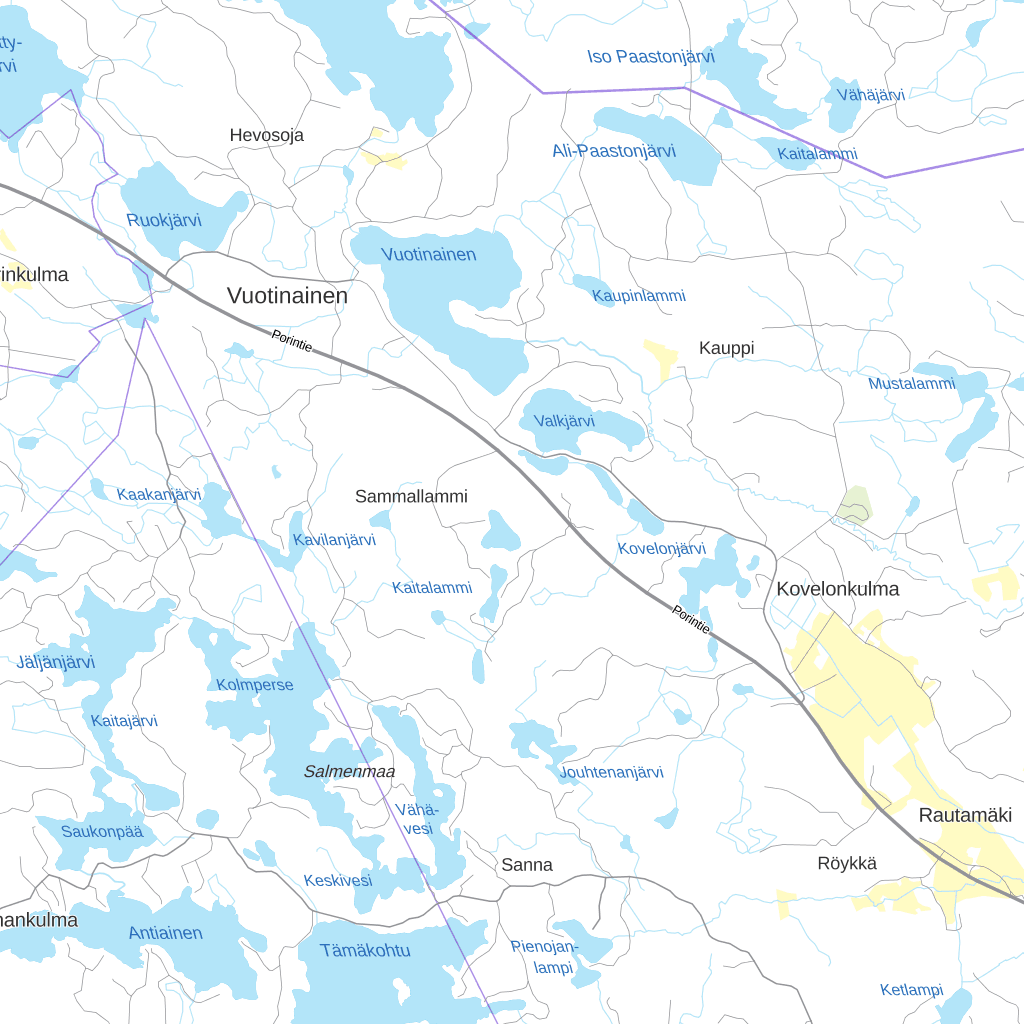 Iso Paastonjärvi
Vähäjärvi
Hevosoja
Ali-Paastonjärvi
Kaitalammi
Ruokjärvi
Vuotinainen
Vuotinainen
Kaupinlammi
Porintie
Kauppi
Mustalammi
Valkjärvi
Kaakanjärvi
Sammallammi
Kavilanjärvi
Kovelonjärvi
Kaitalammi
Kovelonkulma
Porintie
Jäljänjärvi
Kolmperse
Kaitajärvi
Salmenmaa
Jouhtenanjärvi
Vähä-
vesi
Saukonpää
Rautamäki
Sanna
Röykkä
Keskivesi
Antiainen
Tämäkohtu
Pienojan-
lampi
Ketlampi